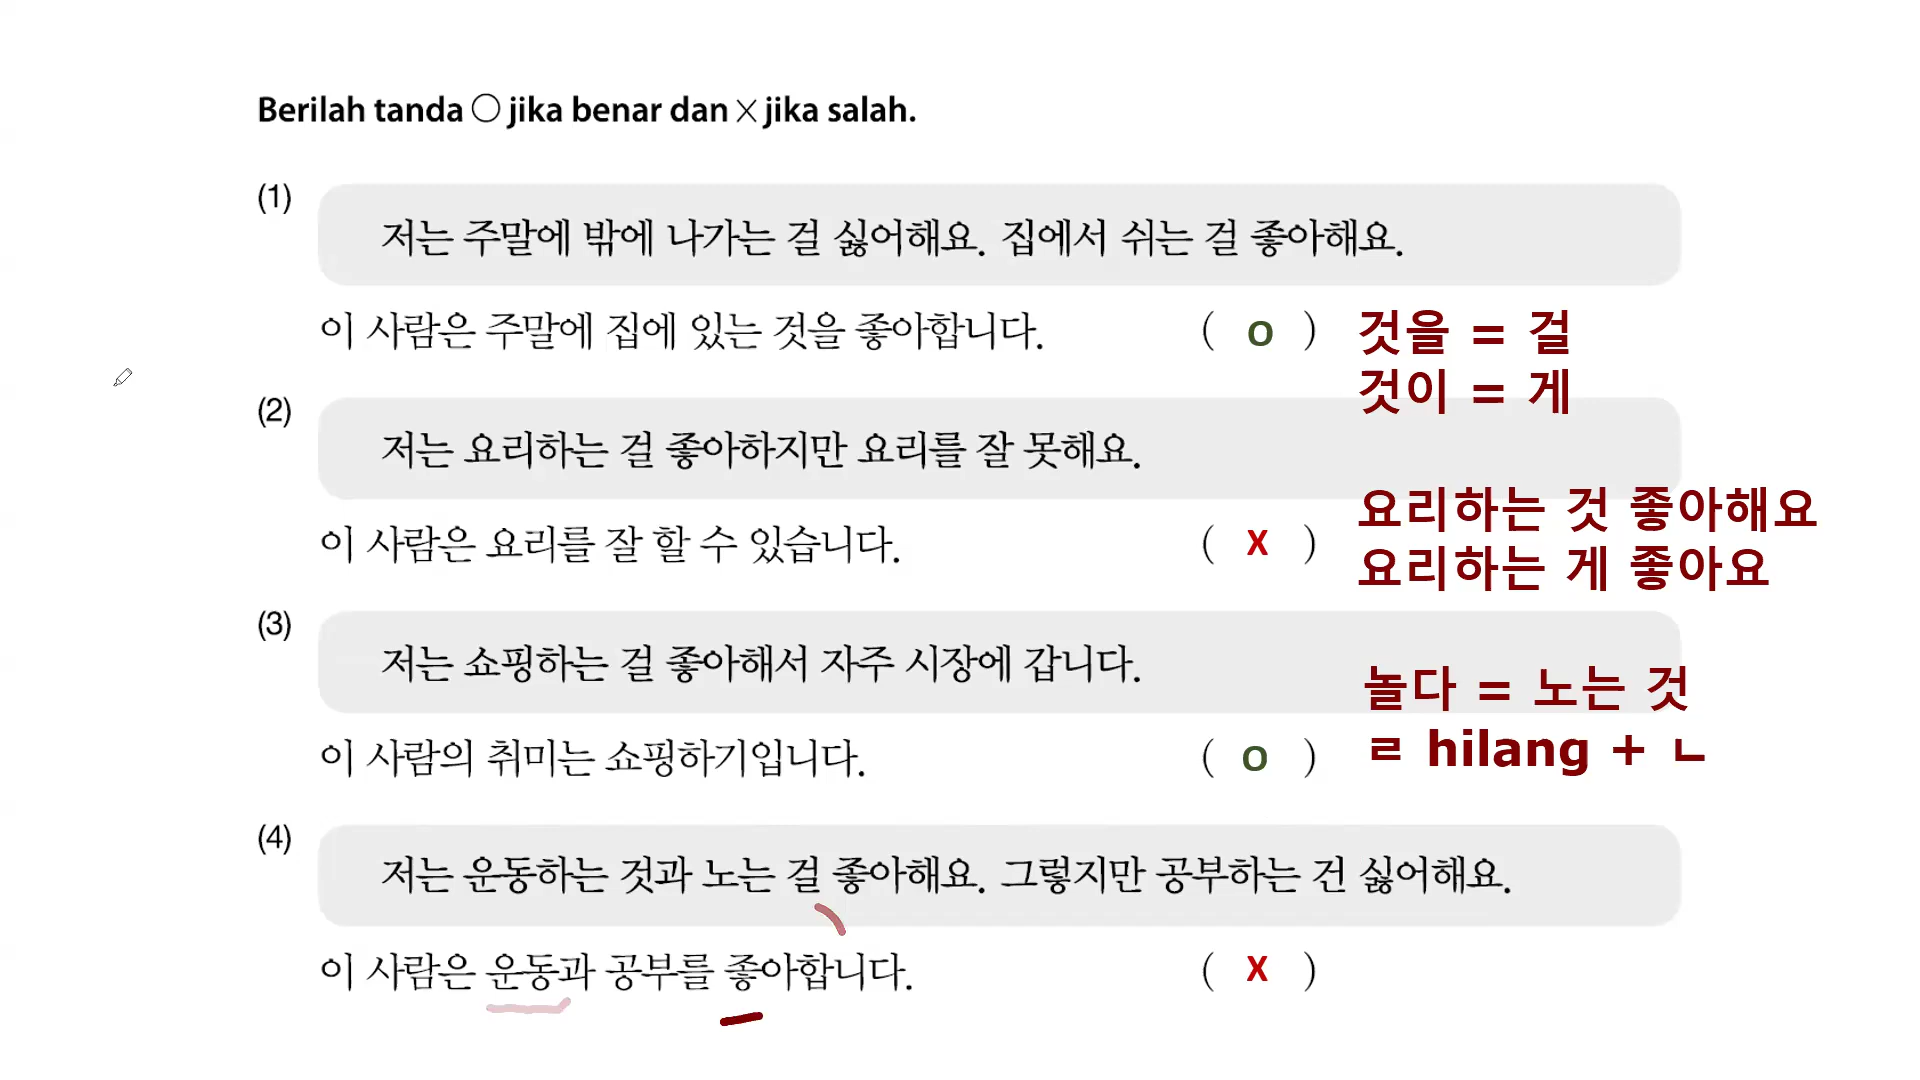 Berilah tanda ○ jika benar dan × jika salah.
(1) 저는 주말에 밖에 나가는 걸 싫어해요. 집에서 쉬는 걸 좋아해요.
이 사람은 주말에 집에 있는 것을 좋아합니다. ( O )
것을 = 걸
것이 = 게
(2) 저는 요리하는 걸 좋아하지만 요리를 잘 못해요.
이 사람은 요리를 잘 할 수 있습니다. ( X )
요리하는 것 좋아해요
요리하는 게 좋아요
(3) 저는 쇼핑하는 걸 좋아해서 자주 시장에 갑니다.
이 사람의 취미는 쇼핑하기입니다. ( O )
놀다 = 노는 것
ㄹ hilang + ㄴ
(4) 저는 운동하는 것과 노는 걸 좋아해요. 그렇지만 공부하는 건 싫어해요.
이 사람은 운동과 공부를 좋아합니다. ( X )